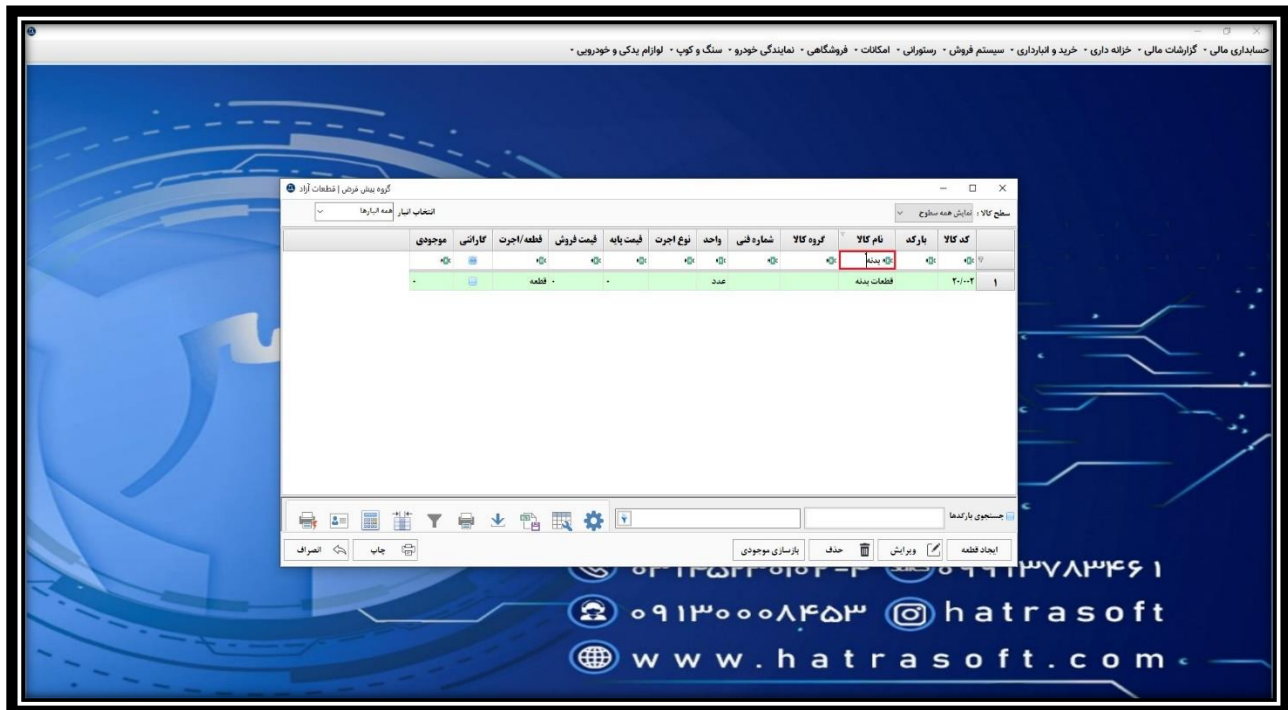 حسابداری مالی - گزارشات مالی - خزانه داری - خرید و انبارداری - سیستم فروش - رستورانی - امکانات - فروشگاهی - نمایندگی خودرو - سنگ و کوپ - لوازم یدکی و خودرویی -
گروه پیش فرض | قطعات آزاد
سطح کالا : نمایش همه سطوح انتخاب انبار همه انبارها
کد کالا بارکد نام کالا گروه کالا شماره فنی واحد نوع اجرت قیمت پایه قیمت فروش قطعه/اجرت گارانتی موجودی
بدنه
۱ ۲۰/۰۰۲ قطعات بدنه عدد ۰ ۰ قطعه ۰
جستجوی بارکدها
ایجاد قطعه ویرایش حذف بازسازی موجودی چاپ انصراف
۰۹۱۳۰۰۰۸۴۵۳ hatrasoft
www.hatrasoft.com